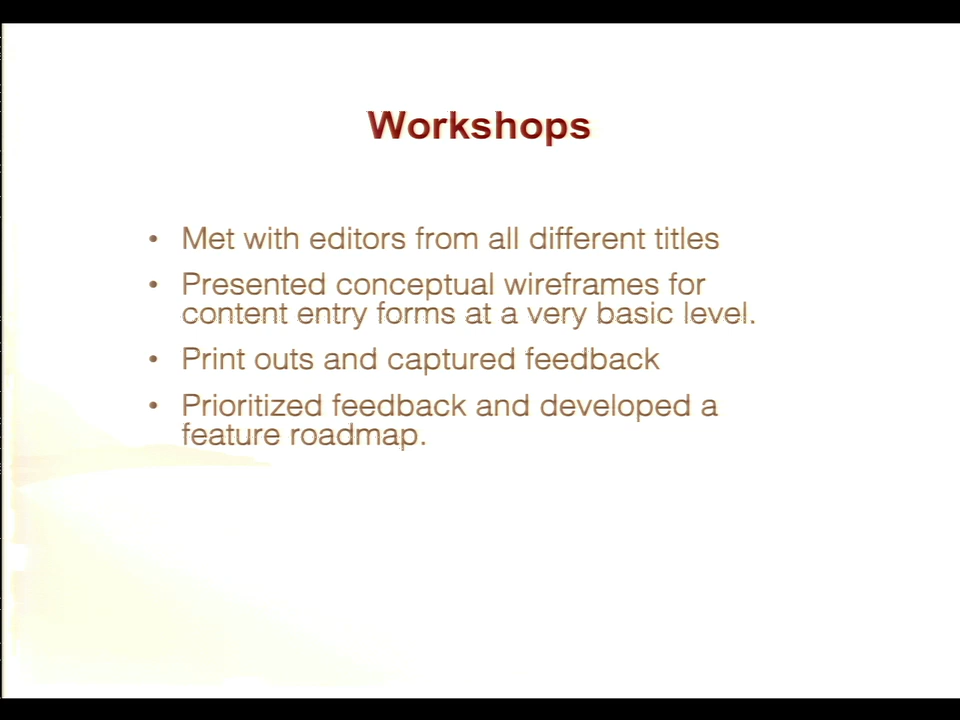 Workshops
• Met with editors from all different titles
• Presented conceptual wireframes for
content entry forms at a very basic level.
• Print outs and captured feedback
• Prioritized feedback and developed a
feature roadmap.